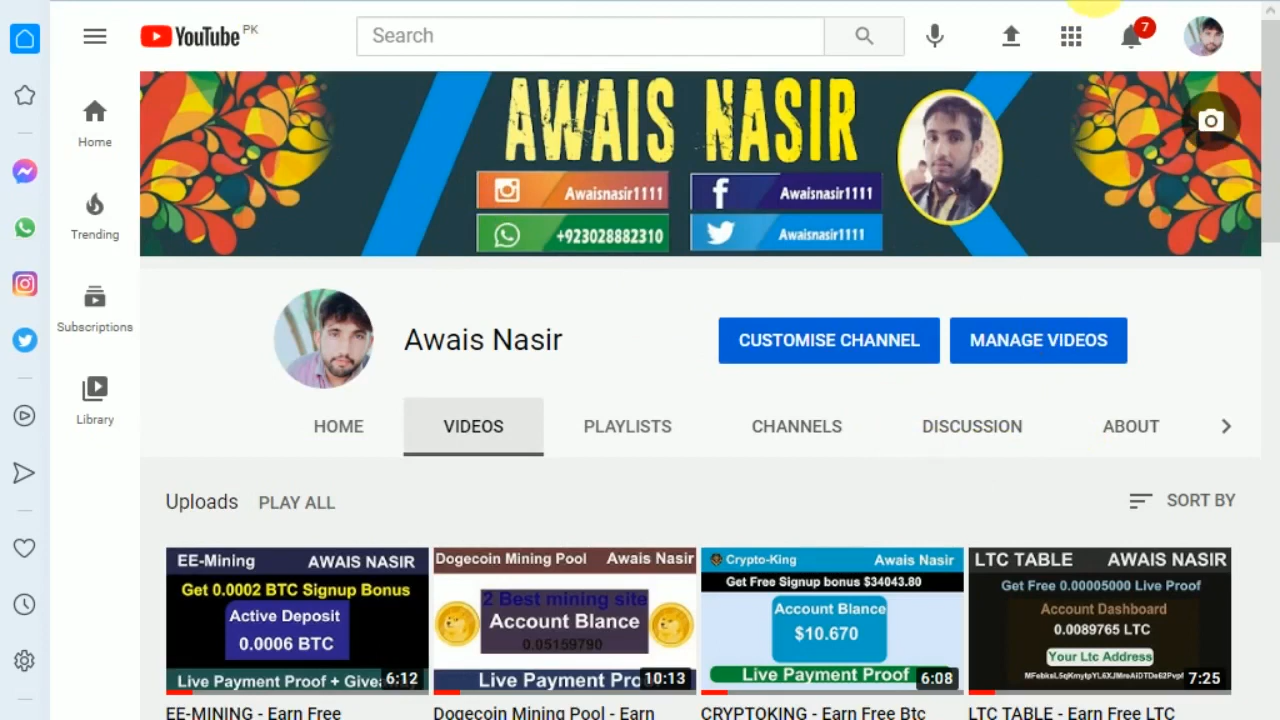 YouTube PK
Search
7
Home
Trending
Subscriptions
Library
AWAIS NASIR
Awaisnasir1111
Awaisnasir1111
+923028882310
Awaisnasir1111
Awais Nasir
CUSTOMISE CHANNEL
MANAGE VIDEOS
HOME
VIDEOS
PLAYLISTS
CHANNELS
DISCUSSION
ABOUT
Uploads
PLAY ALL
SORT BY
EE-Mining
AWAIS NASIR
Get 0.0002 BTC Signup Bonus
Active Deposit
0.0006 BTC
Live Payment Proof + Givea
6:12
EE-MINING - Earn Free
Dogecoin Mining Pool
Awais Nasir
2 Best mining site
Account Blance
0.05159790
Live Payment Pro
10:13
Dogecoin Mining Pool - Earn
Crypto-King
Awais Nasir
Get Free Signup bonus $34043.80
Account Blance
$10.670
Live Payment Proof
6:08
CRYPTOKING - Earn Free Btc
LTC TABLE
AWAIS NASIR
Get Free 0.00005000 Live Proof
Account Dashboard
0.0089765 LTC
Your Ltc Address
7:25
LTC TABLE - Earn Free LTC